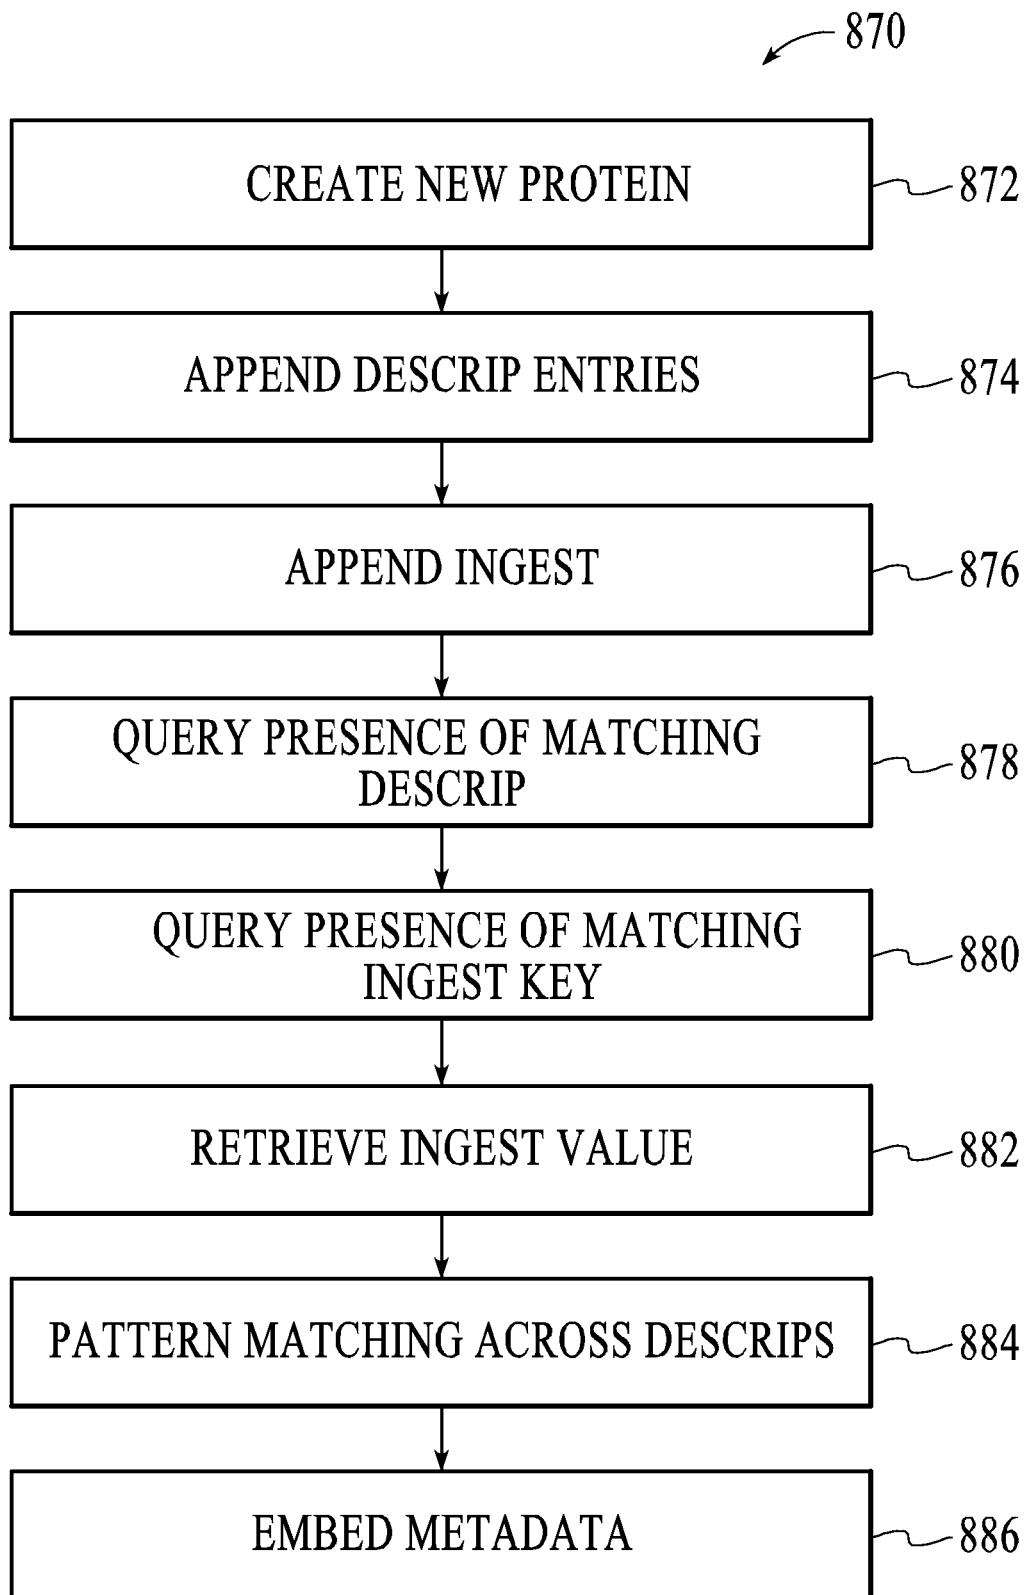 870
CREATE NEW PROTEIN
872
APPEND DESCRIP ENTRIES
874
APPEND INGEST
876
QUERY PRESENCE OF MATCHING
DESCRIP
878
QUERY PRESENCE OF MATCHING
INGEST KEY
880
RETRIEVE INGEST VALUE
882
PATTERN MATCHING ACROSS DESCRIPS
884
EMBED METADATA
886